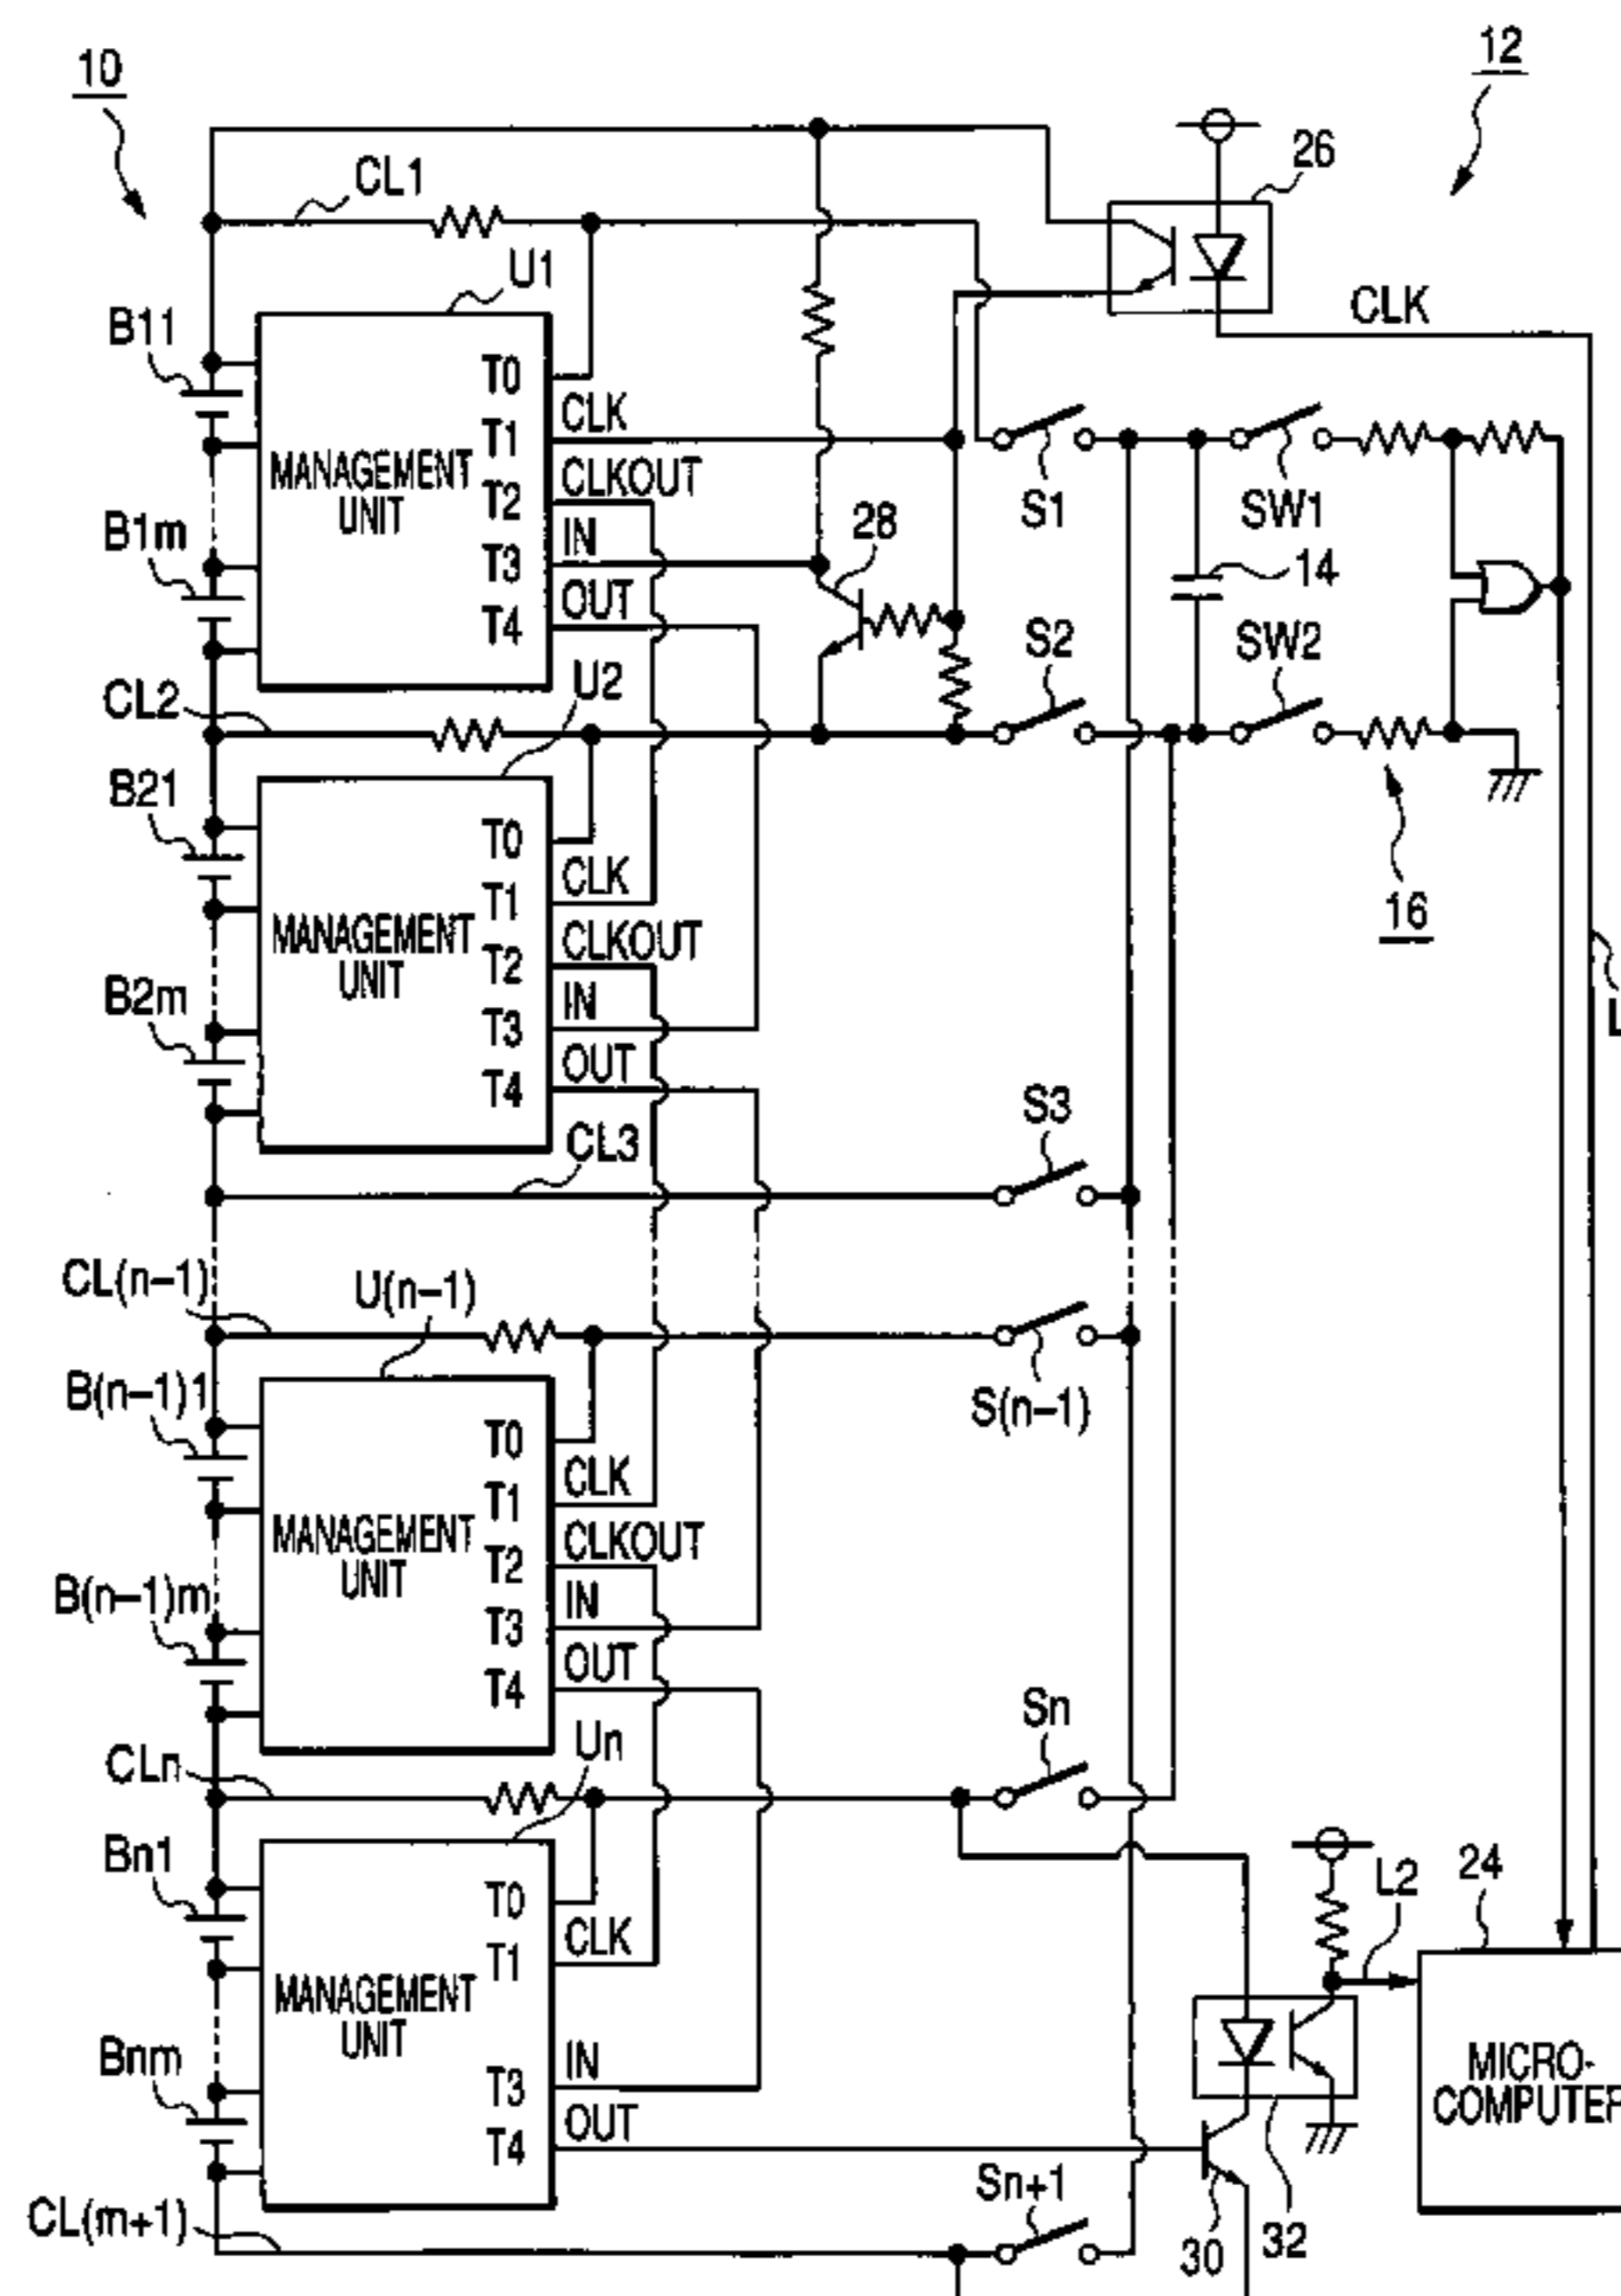 10
12
CL1
26
U1
B11
CLK
T0
CLK
T1
CLKOUT
MANAGEMENT
UNIT
T2
S1
SW1
28
B1m
IN
T3
14
OUT
T4
S2
SW2
U2
CL2
B21
T0
CLK
T1
16
CLKOUT
MANAGEMENT
UNIT
T2
B2m
IN
T3
L
OUT
T4
S3
CL3
CL(n-1)
U(n-1)
B(n-1)1
S(n-1)
T0
CLK
T1
CLKOUT
MANAGEMENT
UNIT
T2
B(n-1)m
IN
T3
OUT
T4
Sn
Un
CLn
Bn1
24
L2
T0
CLK
T1
MANAGEMENT
UNIT
Bnm
IN
T3
MICRO-
COMPUTER
OUT
T4
Sn+1
CL(m+1)
30
32